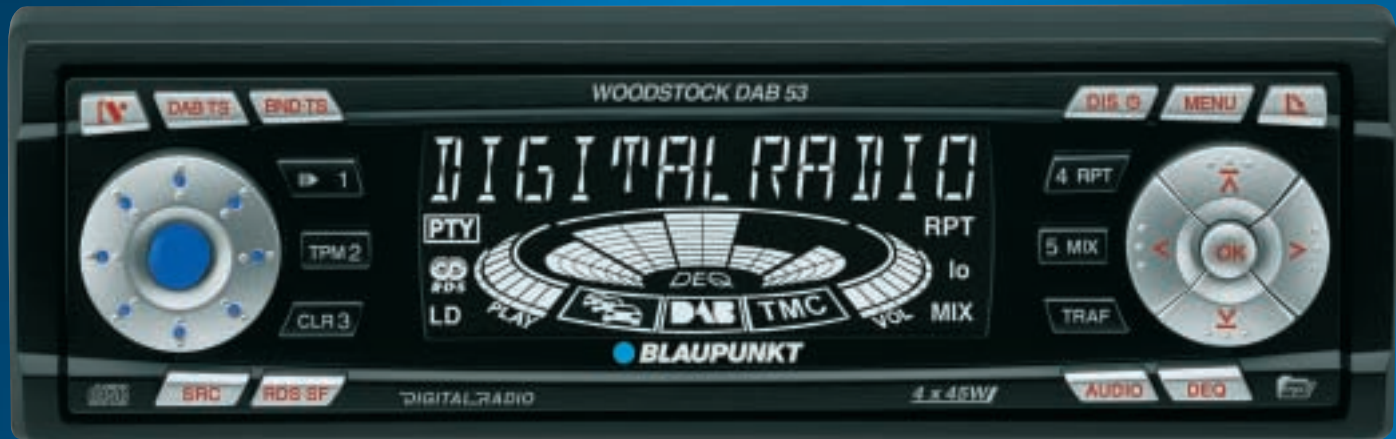 WOODSTOCK DAB 53
DAB·TS
BND·TS
DIS
MENU
DIGITALRADIO
1
TPM 2
CLR 3
PTY
RDS
LD
PLAY
DEQ
DAB
TMC
VOL
RPT
lo
MIX
4 RPT
5 MIX
TRAF
OK
BLAUPUNKT
SRC
RDS·SF
DIGITAL RADIO
4 x 45W
AUDIO
DEQ